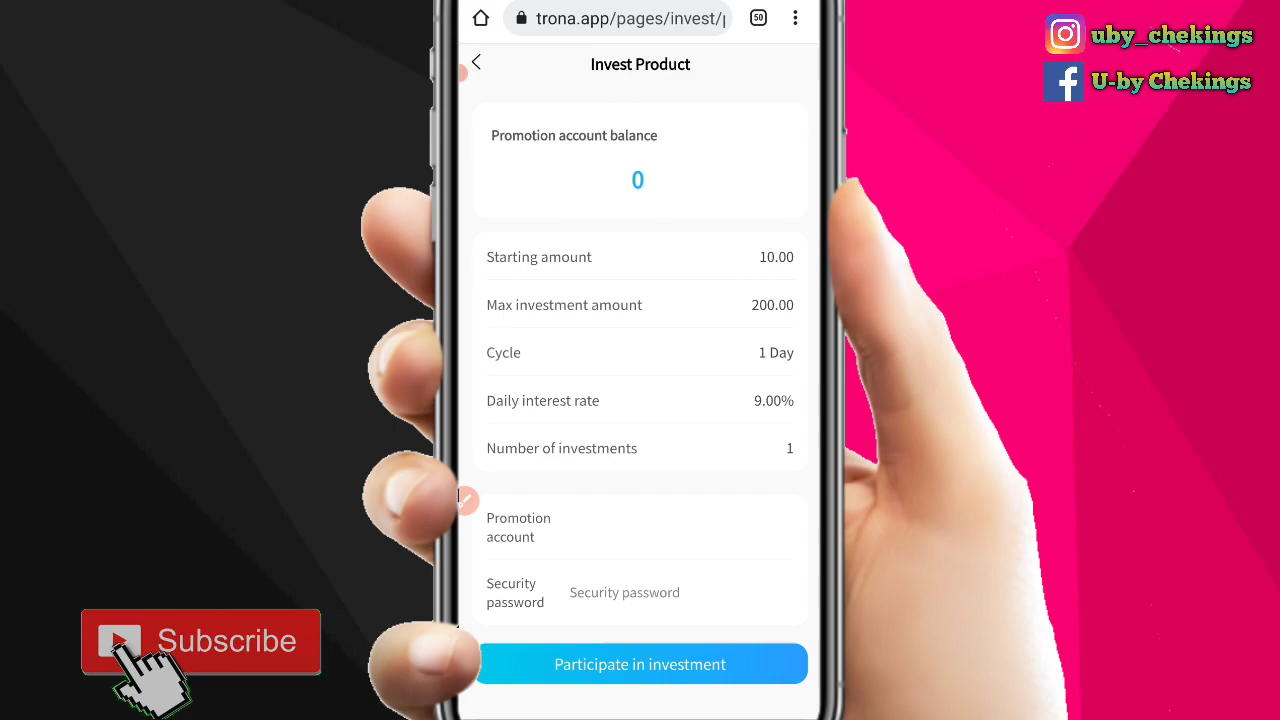 trona.app/pages/invest/p
50
Invest Product
Promotion account balance
0
Starting amount 10.00
Max investment amount 200.00
Cycle 1 Day
Daily interest rate 9.00%
Number of investments 1
Promotion
account
Security
password
Security password
Participate in investment
uby_chekings
U-by Chekings
Subscribe